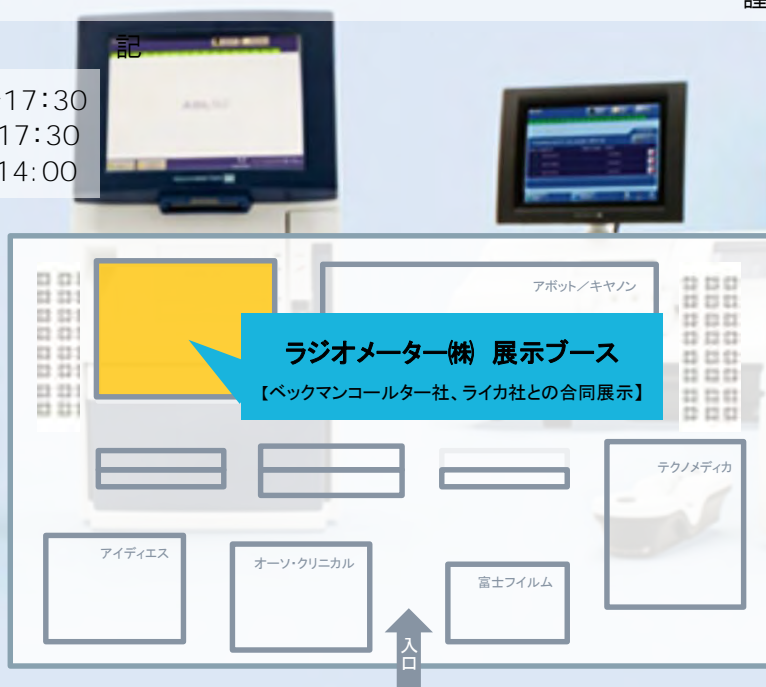 記
17:30
17:30
14:00
アボット／キヤノン
ラジオメーター㈱ 展示ブース
【ベックマンコールター社、ライカ社との合同展示】
テクノメディカ
アイディエス
オーソ・クリニカル
富士フイルム
入口